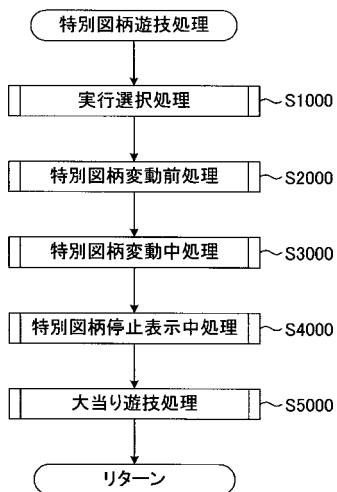 特別図柄遊技処理
実行選択処理 S1000
特別図柄変動前処理 S2000
特別図柄変動中処理 S3000
特別図柄停止表示中処理 S4000
大当り遊技処理 S5000
リターン